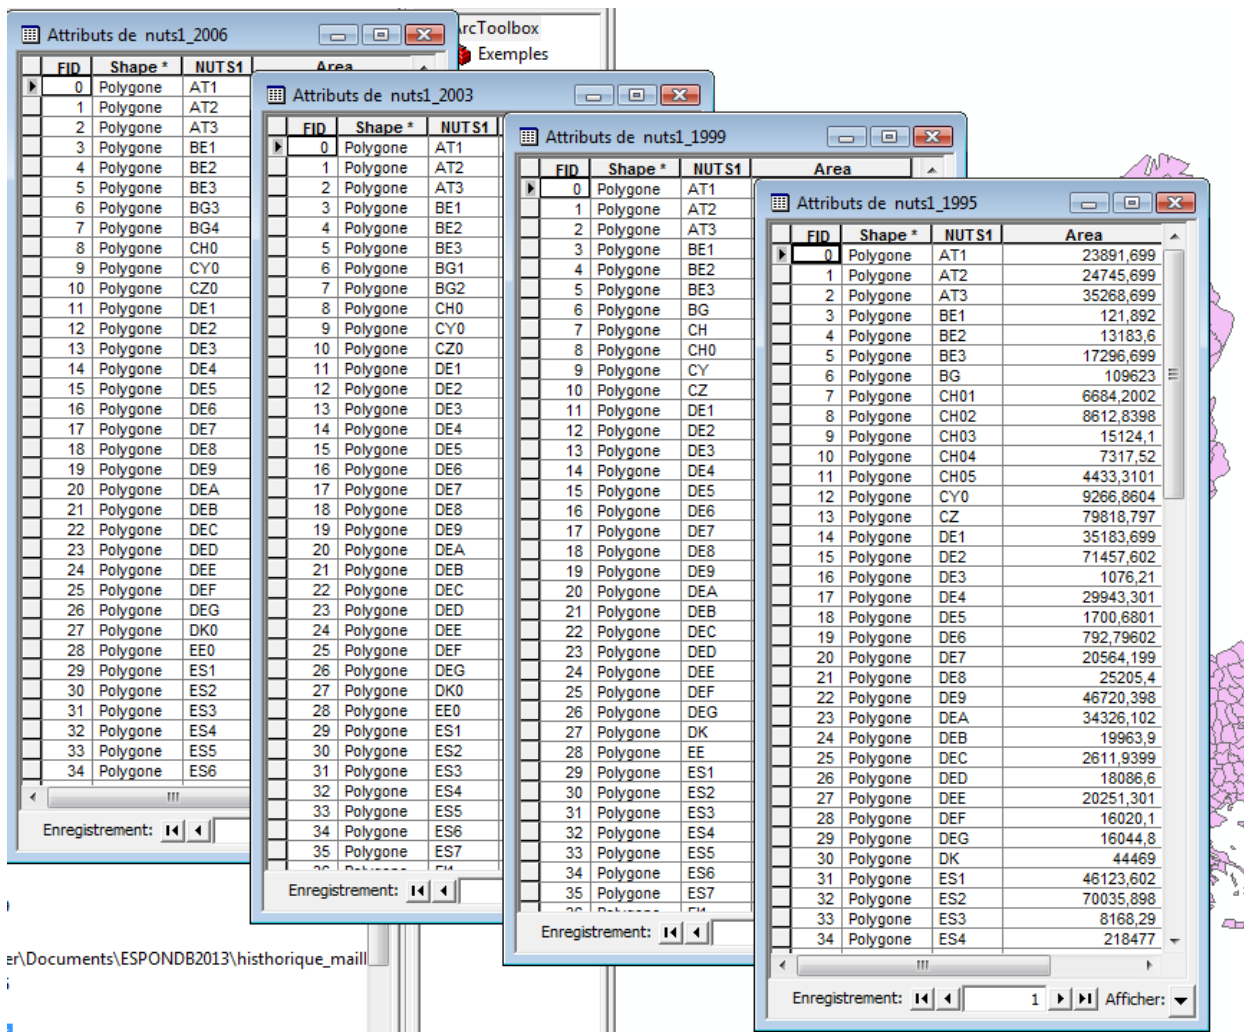 Attributs de nuts1_2006
FID Shape * NUTS1 Area
0 Polygone AT1
1 Polygone AT2
2 Polygone AT3
3 Polygone BE1
4 Polygone BE2
5 Polygone BE3
6 Polygone BG3
7 Polygone BG4
8 Polygone CH0
9 Polygone CY0
10 Polygone CZ0
11 Polygone DE1
12 Polygone DE2
13 Polygone DE3
14 Polygone DE4
15 Polygone DE5
16 Polygone DE6
17 Polygone DE7
18 Polygone DE8
19 Polygone DE9
20 Polygone DEA
21 Polygone DEB
22 Polygone DEC
23 Polygone DED
24 Polygone DEE
25 Polygone DEF
26 Polygone DEG
27 Polygone DK0
28 Polygone EE0
29 Polygone ES1
30 Polygone ES2
31 Polygone ES3
32 Polygone ES4
33 Polygone ES5
34 Polygone ES6
Enregistrement:
rcToolbox
Exemples
Attributs de nuts1_2003
FID Shape * NUTS1
0 Polygone AT1
1 Polygone AT2
2 Polygone AT3
3 Polygone BE1
4 Polygone BE2
5 Polygone BE3
6 Polygone BG1
7 Polygone BG2
8 Polygone CH0
9 Polygone CY0
10 Polygone CZ0
11 Polygone DE1
12 Polygone DE2
13 Polygone DE3
14 Polygone DE4
15 Polygone DE5
16 Polygone DE6
17 Polygone DE7
18 Polygone DE8
19 Polygone DE9
20 Polygone DEA
21 Polygone DEB
22 Polygone DEC
23 Polygone DED
24 Polygone DEE
25 Polygone DEF
26 Polygone DEG
27 Polygone DK0
28 Polygone EE0
29 Polygone ES1
30 Polygone ES2
31 Polygone ES3
32 Polygone ES4
33 Polygone ES5
34 Polygone ES6
35 Polygone ES7
Enregistrement:
Attributs de nuts1_1999
FID Shape * NUTS1 Area
0 Polygone AT1
1 Polygone AT2
2 Polygone AT3
3 Polygone BE1
4 Polygone BE2
5 Polygone BE3
6 Polygone BG
7 Polygone CH
8 Polygone CH0
9 Polygone CY
10 Polygone CZ
11 Polygone DE1
12 Polygone DE2
13 Polygone DE3
14 Polygone DE4
15 Polygone DE5
16 Polygone DE6
17 Polygone DE7
18 Polygone DE8
19 Polygone DE9
20 Polygone DEA
21 Polygone DEB
22 Polygone DEC
23 Polygone DED
24 Polygone DEE
25 Polygone DEF
26 Polygone DEG
27 Polygone DK
28 Polygone EE
29 Polygone ES1
30 Polygone ES2
31 Polygone ES3
32 Polygone ES4
33 Polygone ES5
34 Polygone ES6
35 Polygone ES7
Enregistrement:
Attributs de nuts1_1995
FID Shape * NUTS1 Area
0 Polygone AT1 23891,699
1 Polygone AT2 24745,699
2 Polygone AT3 35268,699
3 Polygone BE1 121,892
4 Polygone BE2 13183,6
5 Polygone BE3 17296,699
6 Polygone BG 109623
7 Polygone CH01 6684,2002
8 Polygone CH02 8612,8398
9 Polygone CH03 15124,1
10 Polygone CH04 7317,52
11 Polygone CH05 4433,3101
12 Polygone CY0 9266,8604
13 Polygone CZ 79818,797
14 Polygone DE1 35183,699
15 Polygone DE2 71457,602
16 Polygone DE3 1076,21
17 Polygone DE4 29943,301
18 Polygone DE5 1700,6801
19 Polygone DE6 792,79602
20 Polygone DE7 20564,199
21 Polygone DE8 25205,4
22 Polygone DE9 46720,398
23 Polygone DEA 34326,102
24 Polygone DEB 19963,9
25 Polygone DEC 2611,9399
26 Polygone DED 18086,6
27 Polygone DEE 20251,301
28 Polygone DEF 16020,1
29 Polygone DEG 16044,8
30 Polygone DK 44469
31 Polygone ES1 46123,602
32 Polygone ES2 70035,898
33 Polygone ES3 8168,29
34 Polygone ES4 218477
Enregistrement: 1 Afficher:
er\Documents\ESPONDB2013\histhorique_maill